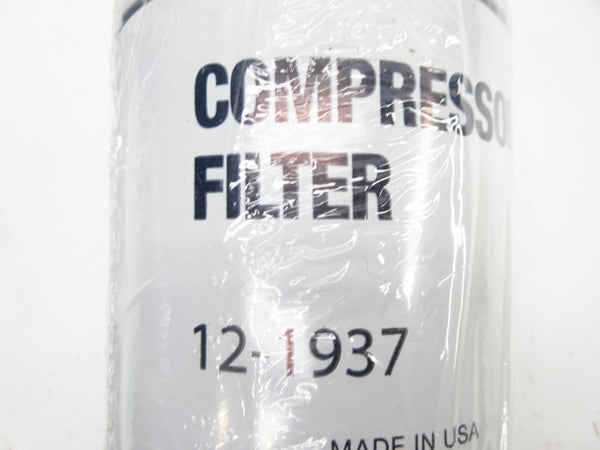 COMPRESSOR
FILTER
12-1937
MADE IN USA